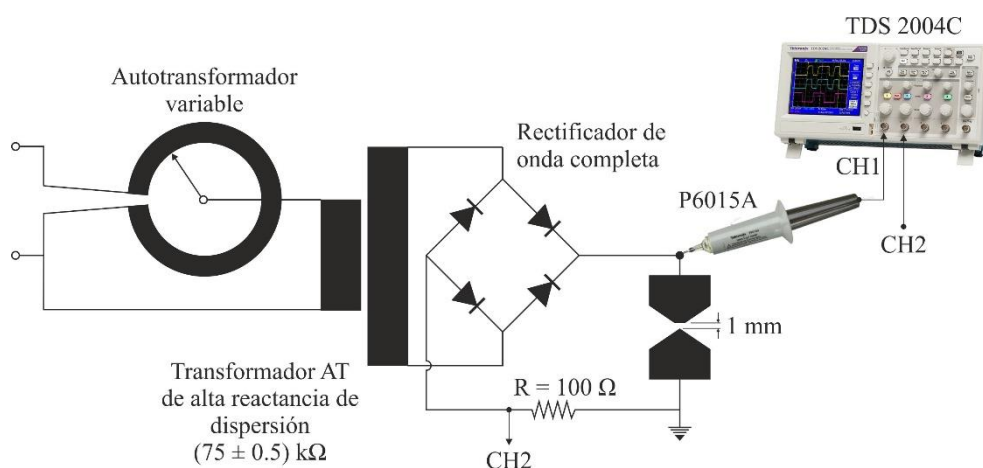 TDS 2004C
Autotransformador
variable
Rectificador de
onda completa
CH1
P6015A
CH2
1 mm
Transformador AT
de alta reactancia de
dispersión
(75 ± 0.5) kΩ
R = 100 Ω
CH2